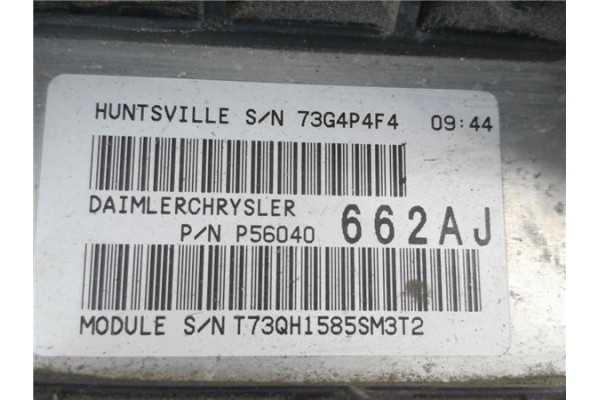 HUNTSVILLE S/N 73G4P4F4 09:44
DAIMLERCHRYSLER
P/N P56040 662AJ
MODULE S/N T73QH1585SM3T2